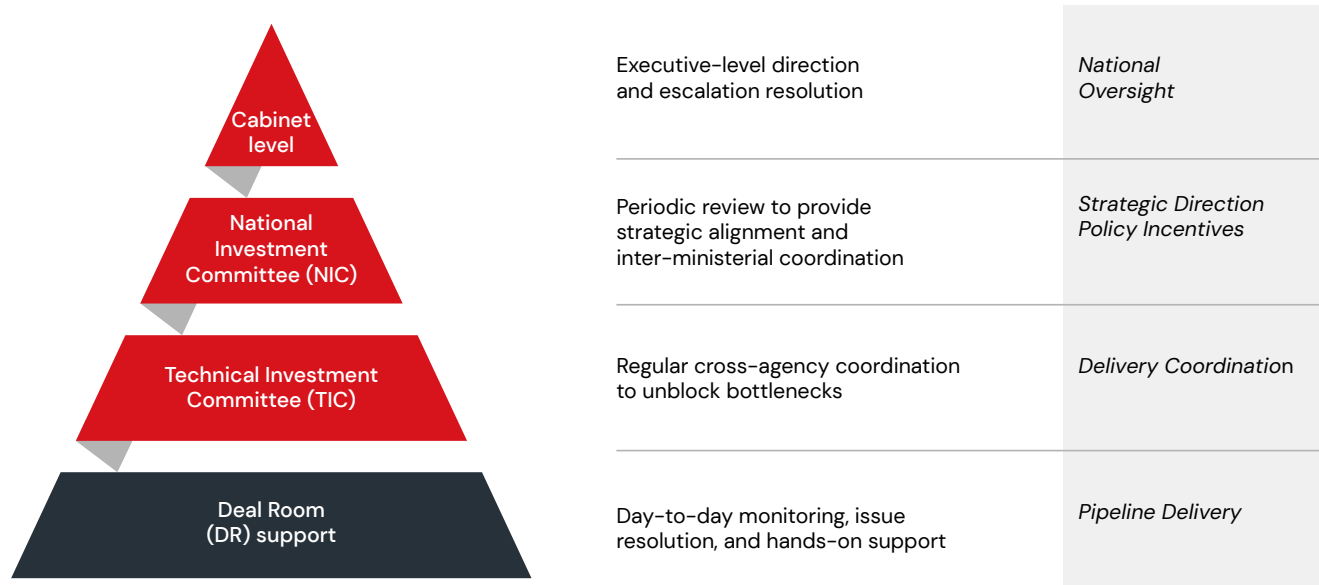 Cabinet
level
Executive-level direction
and escalation resolution
National
Oversight
National
Investment
Committee (NIC)
Periodic review to provide
strategic alignment and
inter-ministerial coordination
Strategic Direction
Policy Incentives
Technical Investment
Committee (TIC)
Regular cross-agency coordination
to unblock bottlenecks
Delivery Coordination
Deal Room
(DR) support
Day-to-day monitoring, issue
resolution, and hands-on support
Pipeline Delivery